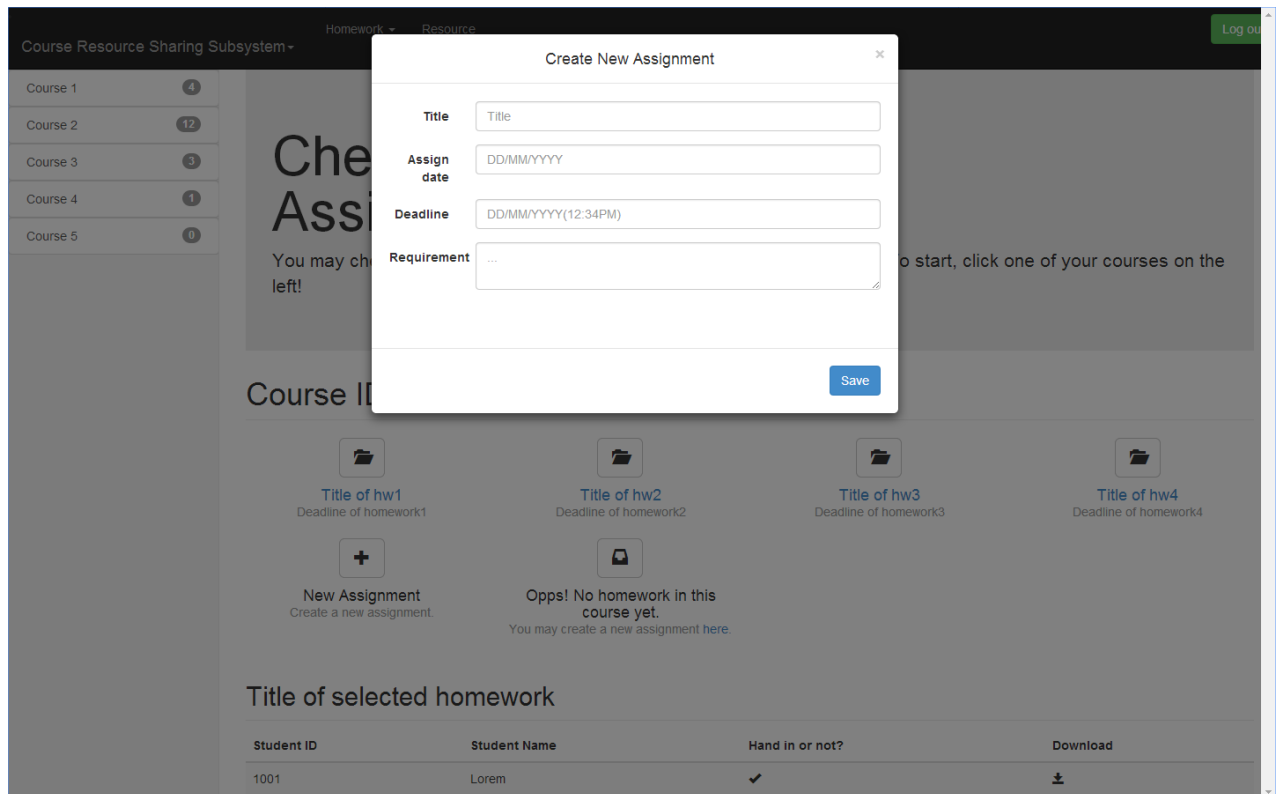 Homework Resource
Course Resource Sharing Subsystem
Course 1 4
Course 2 12
Course 3 3
Course 4 1
Course 5 0
Create New Assignment ×
Title Title
Assign date DD/MM/YYYY
Deadline DD/MM/YYYY(12:34PM)
Requirement ...
Save
You may
o start, click one of your courses on the
left!
Course
Title of hw1 Title of hw2 Title of hw3 Title of hw4
Deadline of homework1 Deadline of homework2 Deadline of homework3 Deadline of homework4
New Assignment
Create a new assignment.
Opps! No homework in this
course yet.
You may create a new assignment here.
Title of selected homework
Student ID Student Name Hand in or not? Download
1001 Lorem